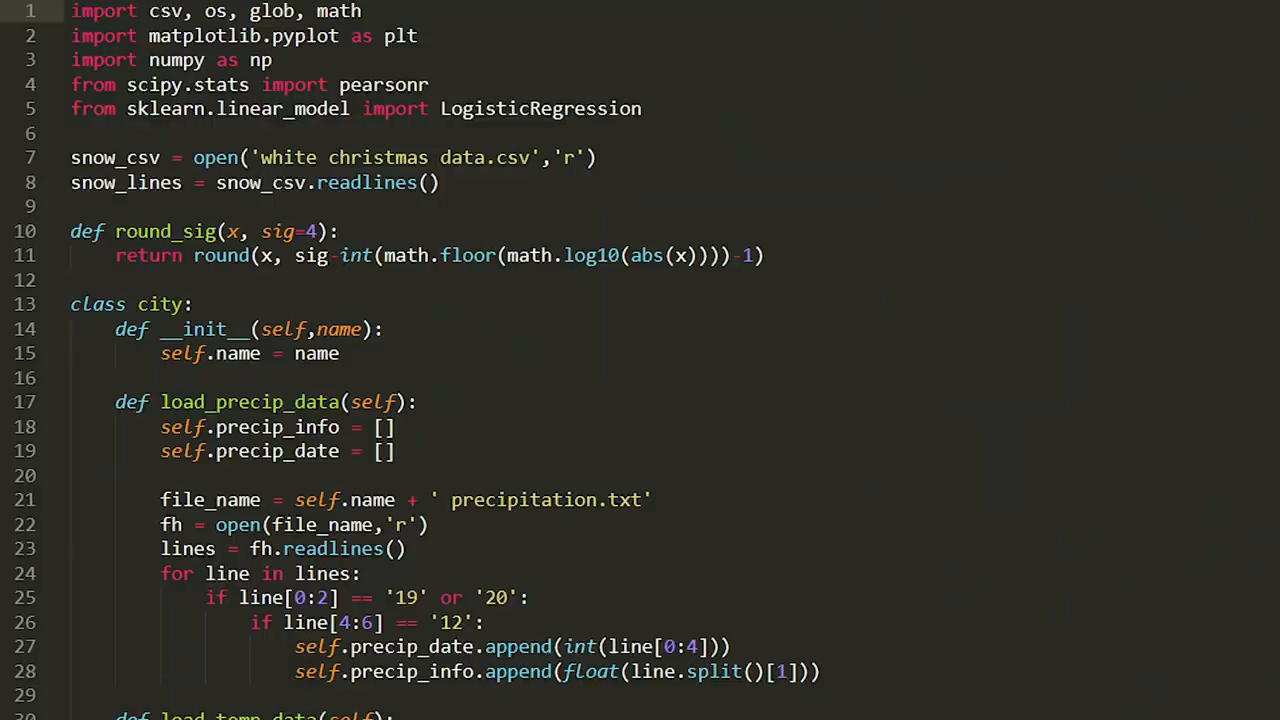 1 import csv, os, glob, math
2 import matplotlib.pyplot as plt
3 import numpy as np
4 from scipy.stats import pearsonr
5 from sklearn.linear_model import LogisticRegression
6
7 snow_csv = open('white christmas data.csv','r')
8 snow_lines = snow_csv.readlines()
9
10 def round_sig(x, sig=4):
11     return round(x, sig-int(math.floor(math.log10(abs(x))))-1)
12
13 class city:
14     def __init__(self,name):
15         self.name = name
16
17     def load_precip_data(self):
18         self.precip_info = []
19         self.precip_date = []
20
21         file_name = self.name + ' precipitation.txt'
22         fh = open(file_name,'r')
23         lines = fh.readlines()
24         for line in lines:
25             if line[0:2] == '19' or '20':
26                 if line[4:6] == '12':
27                     self.precip_date.append(int(line[0:4]))
28                     self.precip_info.append(float(line.split()[1]))
29
30     def load_temp_data(self):